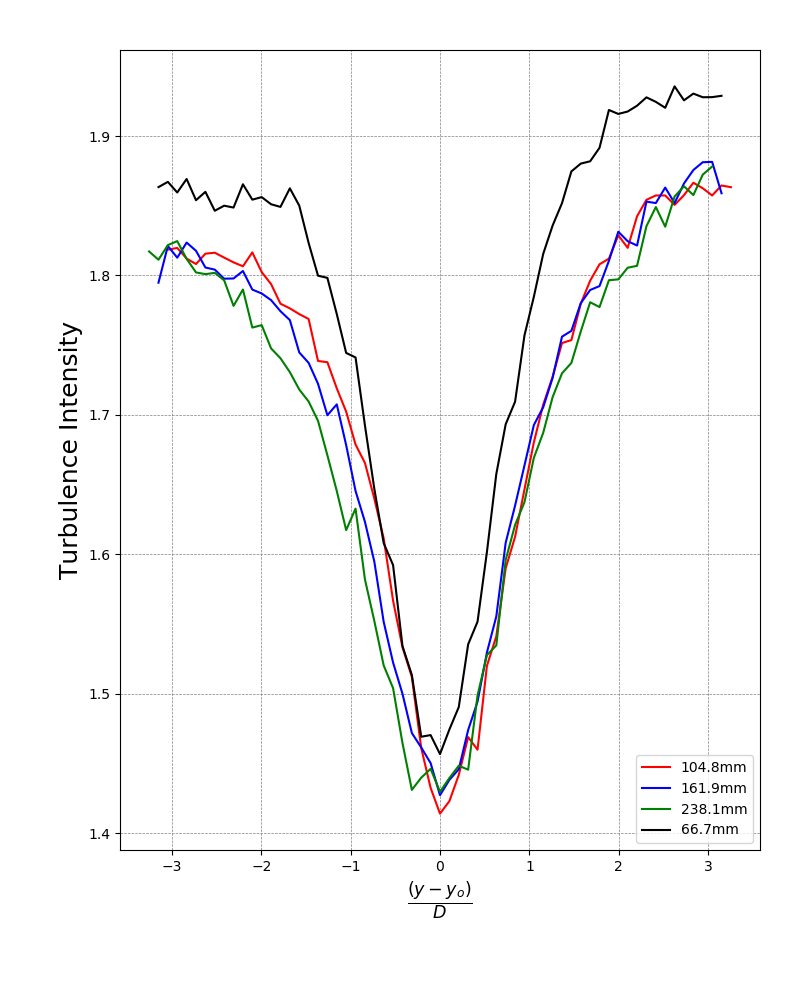 1.9
1.8
1.7
1.6
1.5
1.4
Turbulence Intensity
104.8mm
161.9mm
238.1mm
66.7mm
−3 −2 −1 0 1 2 3
(y − yₒ)
D